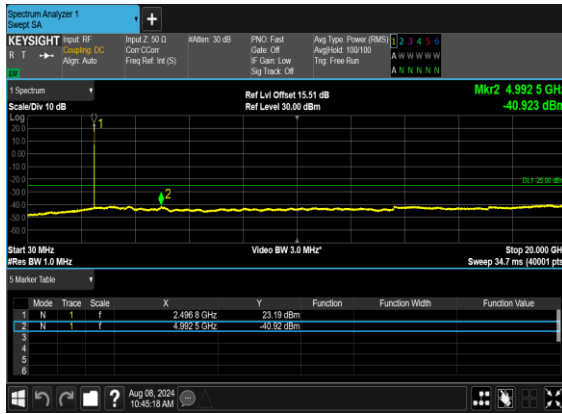 Spectrum Analyzer 1
Swept SA
KEYSIGHT Input: RF Input Z: 50 Ω #Atten: 30 dB PNO: Fast Avg Type: Power (RMS) 1 2 3 4 5 6
R T Coupling: DC Corr CCorr Gate: Off Avg|Hold: 100/100 A W W W W W
Align: Auto Freq Ref: Int (S) IF Gain: Low Trig: Free Run
LXI Sig Track: Off A N N N N N
1 Spectrum Ref Lvl Offset 15.51 dB Mkr2 4.992 5 GHz
Scale/Div 10 dB Ref Level 30.00 dBm -40.923 dBm
Log
20.0
10.0
0.00
-10.0
-20.0
-30.0
-40.0
-50.0
-60.0
1
2
DL1 -25.00 dBm
Start 30 MHz Video BW 3.0 MHz* Stop 20.000 GHz
#Res BW 1.0 MHz Sweep 34.7 ms (40001 pts)
5 Marker Table
Mode Trace Scale X Y Function Function Width Function Value
1 N 1 f 2.496 8 GHz 23.19 dBm
2 N 1 f 4.992 5 GHz -40.92 dBm
3
4
5
6
Aug 08, 2024
10:45:18 AM